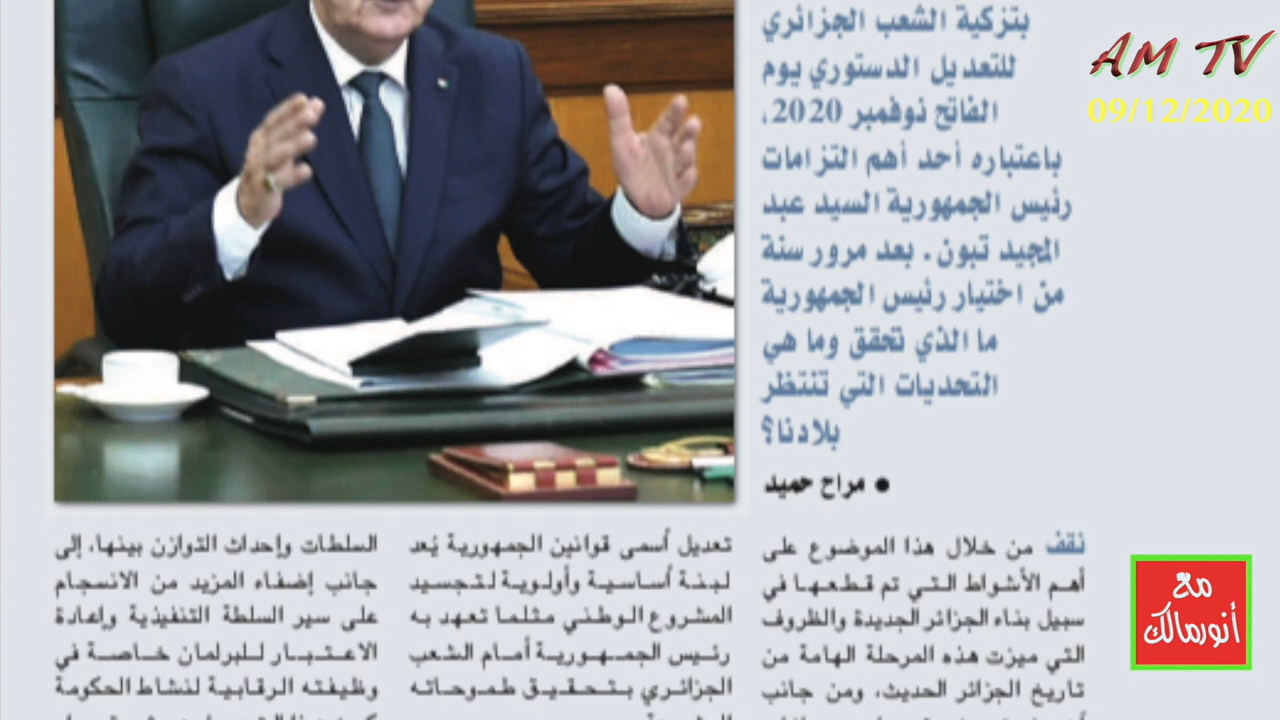 بتزكية الشعب الجزائري
للتعديل الدستوري يوم
الفاتح نوفمبر 2020،
باعتباره أحد أهم التزامات
رئيس الجمهورية السيد عبد
المجيد تبون. بعد مرور سنة
من اختيار رئيس الجمهورية
ما الذي تحقق وما هي
التحديات التي تنتظر
بلادنا؟
● مراح حميد
نقف من خلال هذا الموضوع على
أهم الأشواط التي تم قطعها في
سبيل بناء الجزائر الجديدة والظروف
التي ميزت هذه المرحلة الهامة من
تاريخ الجزائر الحديث، ومن جانب
تعديل أسمى قوانين الجمهورية يُعد
لبنة أساسية وأولوية لتجسيد
المشروع الوطني مثلما تعهد به
رئيس الجمهورية أمام الشعب
الجزائري بتحقيق طموحاته
السلطات وإحداث التوازن بينها، إلى
جانب إضفاء المزيد من الانسجام
على سير السلطة التنفيذية وإعادة
الاعتبار للبرلمان خاصة في
وظيفته الرقابية لنشاط الحكومة
AM TV
09/12/2020
مع
أنورمالك